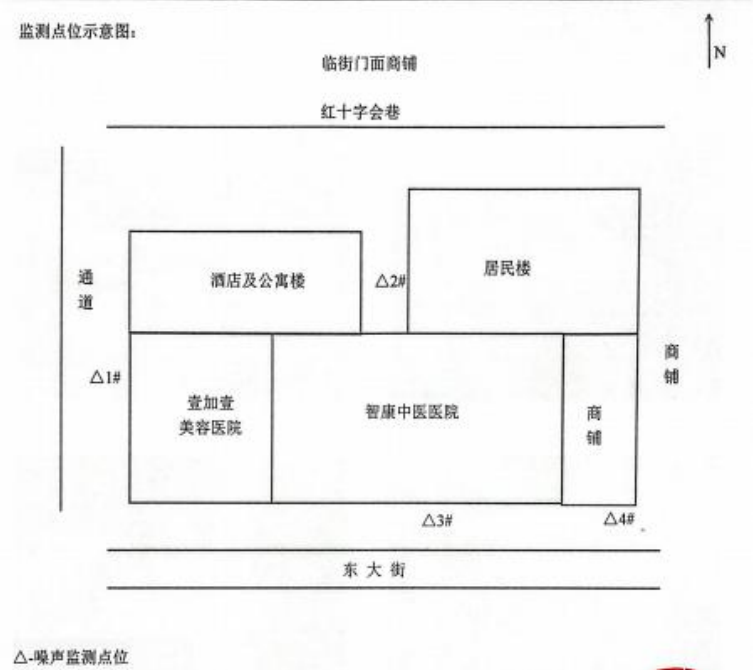 监测点位示意图：
N
临街门面商铺
红十字会巷
酒店及公寓楼
△2#
居民楼
通
道
△1#
壹加壹
美容医院
智康中医医院
商
铺
商
铺
△3#
△4#
东大街
△-噪声监测点位